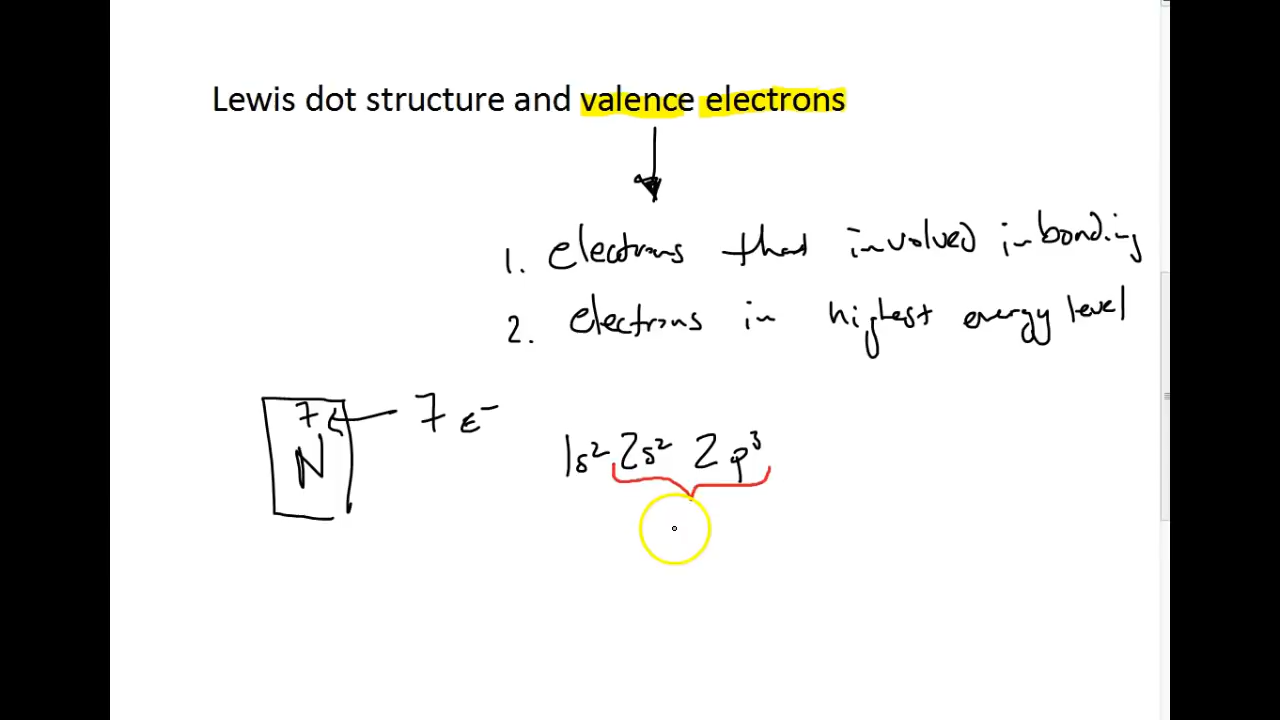 Lewis dot structure and valence electrons
1. electrons that involved in bonding
2. electrons in highest energy level
7
N
7 e⁻
1s² 2s² 2p³